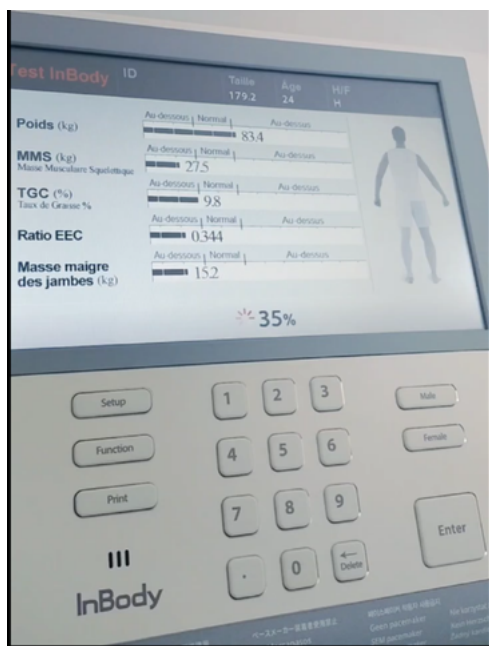 Test InBody ID Taille Âge H/F
179.2 24 H
Au-dessous Normal Au-dessus
Poids (kg) 83.4
Au-dessous Normal Au-dessus
MMS (kg) 27.5
Masse Musculaire Squelettique
Au-dessous Normal Au-dessus
TGC (%) 9.8
Taux de Graisse %
Au-dessous Normal Au-dessus
Ratio EEC 0.344
Au-dessous Normal Au-dessus
Masse maigre
des jambes (kg) 15.2
35%
Setup 1 2 3 Male
Function 4 5 6 Female
Print 7 8 9 Enter
. 0 ← Delete
InBody
Geen pacemaker